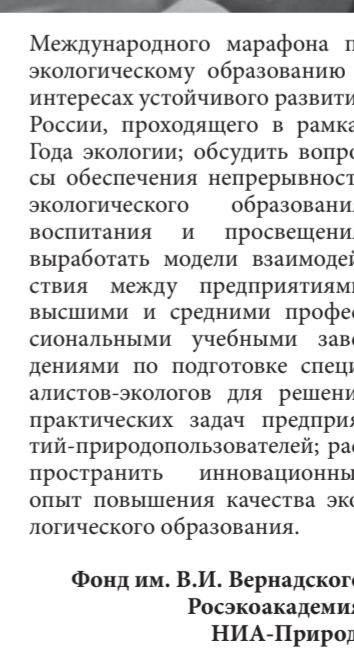 Международного марафона п
экологическому образованию
интересах устойчивого развити
России, проходящего в рамка
Года экологии; обсудить вопро
сы обеспечения непрерывност
экологического образовани
воспитания и просвещени
выработать модели взаимодей
ствия между предприятиям
высшими и средними профес
сиональными учебными заве
дениями по подготовке специ
алистов-экологов для решени
практических задач предприя
тий-природопользователей; рас
пространить инновационны
опыт повышения качества эко
логического образования.
Фонд им. В.И. Вернадского
Росэкоакадемия
НИА-Природ